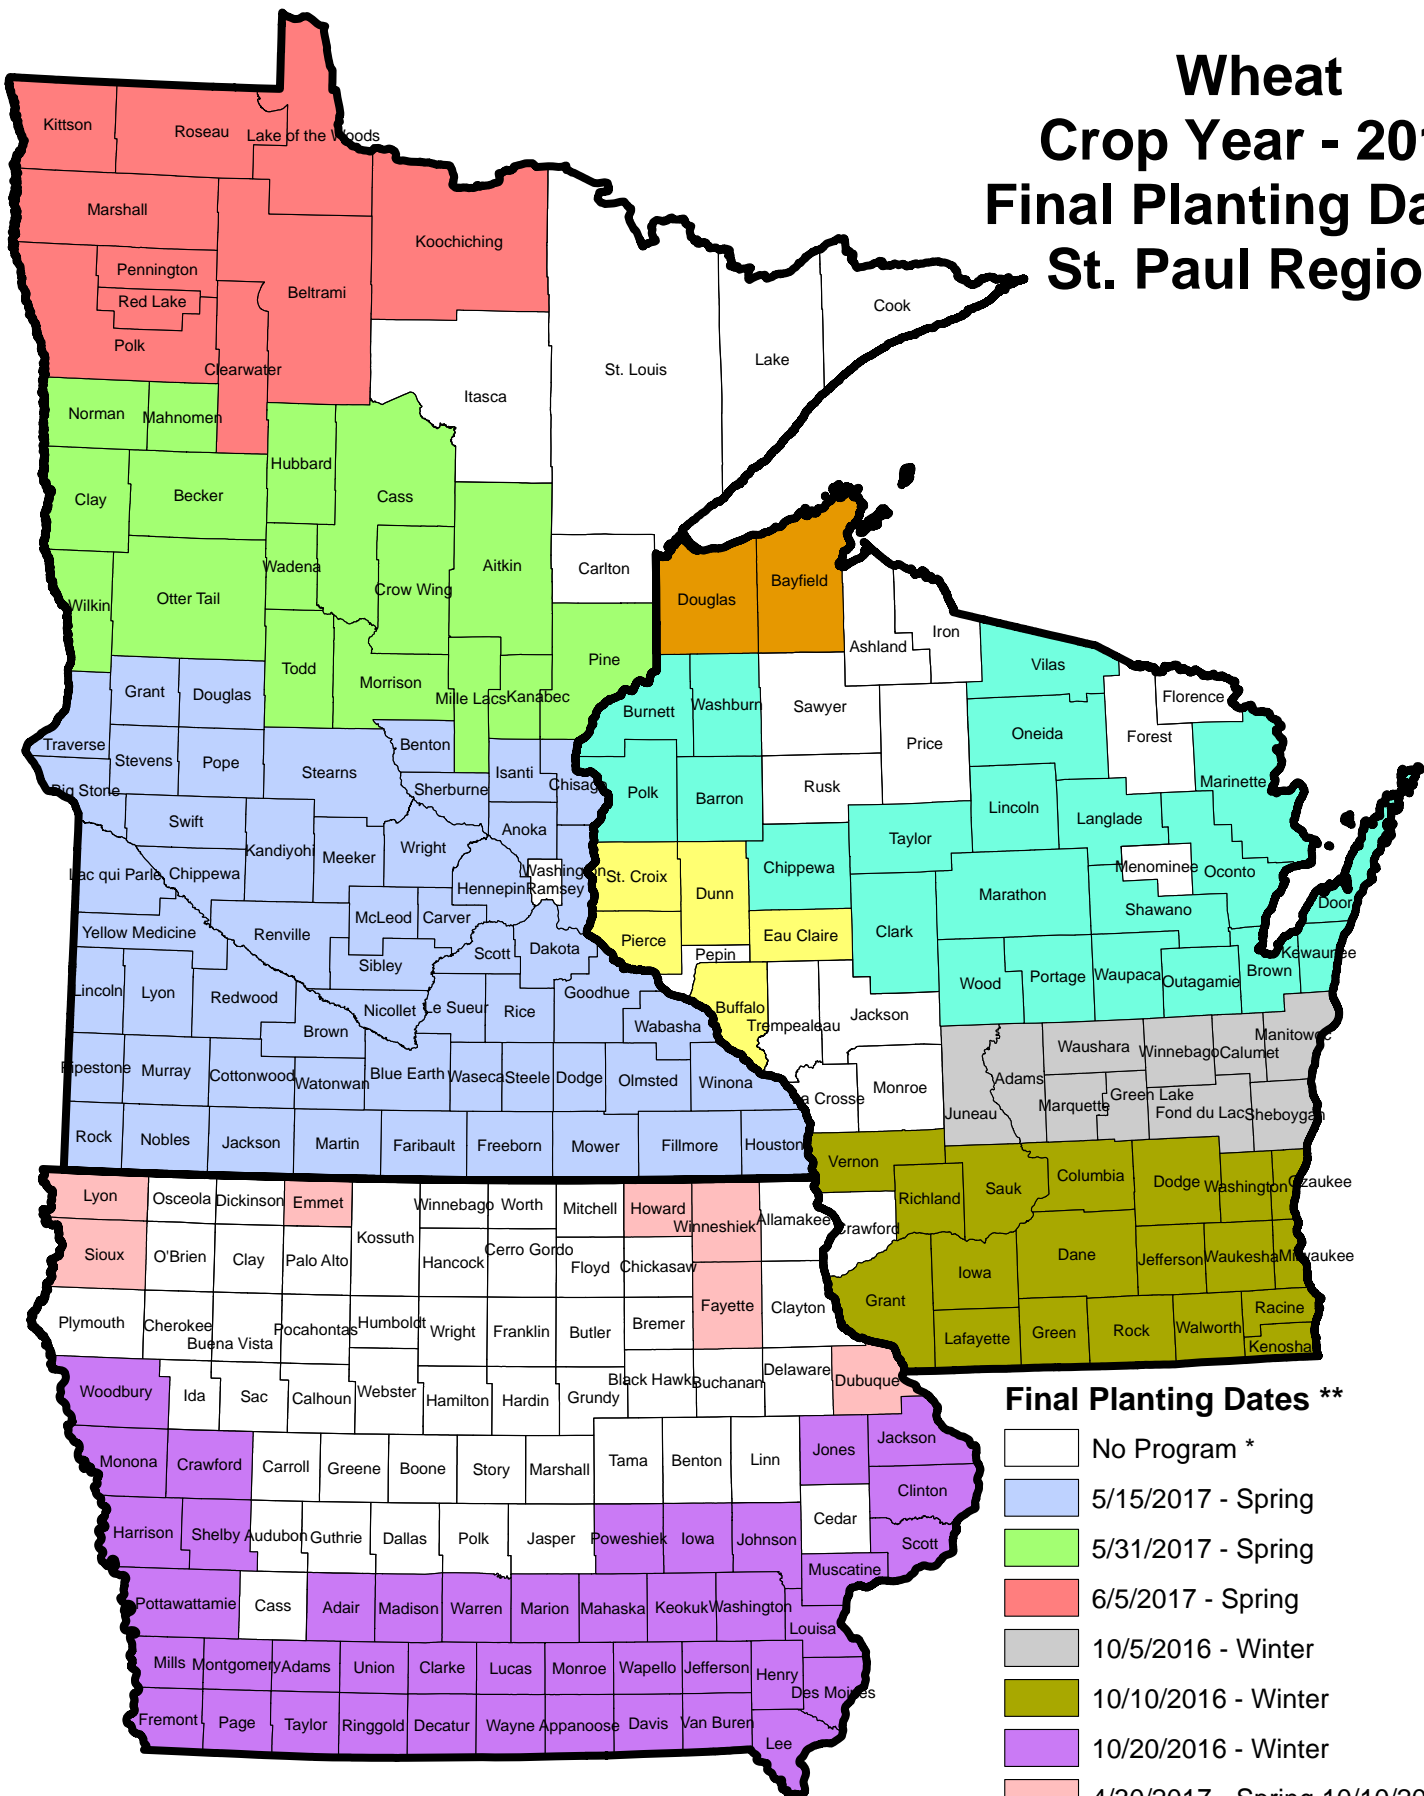 Wheat
Crop Year - 201
Final Planting Da
St. Paul Regio
Kittson
Roseau
Lake of the Woods
Marshall
Koochiching
Pennington
Beltrami
Red Lake
Polk
Clearwater
Cook
Lake
St. Louis
Itasca
Norman
Mahnomen
Hubbard
Clay
Becker
Cass
Wadena
Aitkin
Carlton
Crow Wing
Otter Tail
Wilkin
Todd
Morrison
Mille Lacs
Kanabec
Pine
Grant
Douglas
Traverse
Stevens
Pope
Stearns
Benton
Isanti
Chisag
Big Stone
Sherburne
Swift
Anoka
Kandiyohi
Meeker
Wright
Lac qui Parle
Chippewa
Hennepin
Washington
Ramsey
McLeod
Carver
Yellow Medicine
Renville
Scott
Dakota
Sibley
Lincoln
Lyon
Redwood
Nicollet
Le Sueur
Rice
Goodhue
Brown
Wabasha
Pipestone
Murray
Cottonwood
Watonwan
Blue Earth
Waseca
Steele
Dodge
Olmsted
Winona
Rock
Nobles
Jackson
Martin
Faribault
Freeborn
Mower
Fillmore
Houston
Douglas
Bayfield
Ashland
Iron
Vilas
Florence
Burnett
Washburn
Sawyer
Price
Oneida
Forest
Marinette
Polk
Barron
Rusk
Lincoln
Langlade
Taylor
Chippewa
Menominee
Oconto
St. Croix
Dunn
Marathon
Shawano
Door
Pierce
Eau Claire
Clark
Pepin
Kewaunee
Wood
Portage
Waupaca
Outagamie
Brown
Buffalo
Trempealeau
Jackson
Manitowoc
Waushara
Winnebago
Calumet
Adams
Monroe
La Crosse
Juneau
Marquette
Green Lake
Fond du Lac
Sheboygan
Vernon
Richland
Sauk
Columbia
Dodge
Washington
Ozaukee
Crawford
Iowa
Dane
Jefferson
Waukesha
Milwaukee
Grant
Lafayette
Green
Rock
Walworth
Racine
Kenosha
Lyon
Osceola
Dickinson
Emmet
Winnebago
Worth
Mitchell
Howard
Winneshiek
Allamakee
Kossuth
Sioux
O'Brien
Clay
Palo Alto
Hancock
Cerro Gordo
Floyd
Chickasaw
Fayette
Clayton
Plymouth
Cherokee
Buena Vista
Pocahontas
Humboldt
Wright
Franklin
Butler
Bremer
Woodbury
Ida
Sac
Calhoun
Webster
Hamilton
Hardin
Grundy
Black Hawk
Buchanan
Delaware
Dubuque
Monona
Crawford
Carroll
Greene
Boone
Story
Marshall
Tama
Benton
Linn
Jones
Jackson
Clinton
Cedar
Harrison
Shelby
Audubon
Guthrie
Dallas
Polk
Jasper
Poweshiek
Iowa
Johnson
Scott
Muscatine
Pottawattamie
Cass
Adair
Madison
Warren
Marion
Mahaska
Keokuk
Washington
Louisa
Mills
Montgomery
Adams
Union
Clarke
Lucas
Monroe
Wapello
Jefferson
Henry
Des Moines
Fremont
Page
Taylor
Ringgold
Decatur
Wayne
Appanoose
Davis
Van Buren
Lee
Final Planting Dates **
No Program *
5/15/2017 - Spring
5/31/2017 - Spring
6/5/2017 - Spring
10/5/2016 - Winter
10/10/2016 - Winter
10/20/2016 - Winter
4/30/2017 - Spring 10/10/20